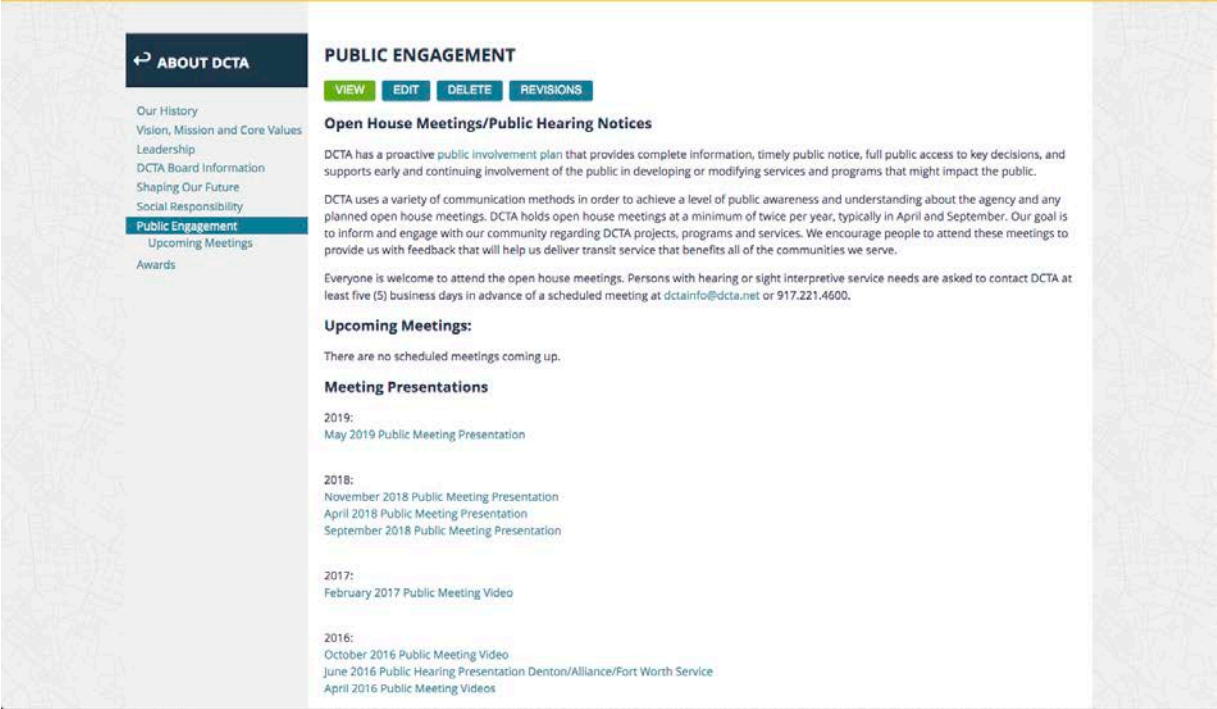 ABOUT DCTA
Our History
Vision, Mission and Core Values
Leadership
DCTA Board Information
Shaping Our Future
Social Responsibility
Public Engagement
Upcoming Meetings
Awards
PUBLIC ENGAGEMENT
VIEW EDIT DELETE REVISIONS
Open House Meetings/Public Hearing Notices
DCTA has a proactive public involvement plan that provides complete information, timely public notice, full public access to key decisions, and
supports early and continuing involvement of the public in developing or modifying services and programs that might impact the public.
DCTA uses a variety of communication methods in order to achieve a level of public awareness and understanding about the agency and any
planned open house meetings. DCTA holds open house meetings at a minimum of twice per year, typically in April and September. Our goal is
to inform and engage with our community regarding DCTA projects, programs and services. We encourage people to attend these meetings to
provide us with feedback that will help us deliver transit service that benefits all of the communities we serve.
Everyone is welcome to attend the open house meetings. Persons with hearing or sight interpretive service needs are asked to contact DCTA at
least five (5) business days in advance of a scheduled meeting at dctainfo@dcta.net or 917.221.4600.
Upcoming Meetings:
There are no scheduled meetings coming up.
Meeting Presentations
2019:
May 2019 Public Meeting Presentation
2018:
November 2018 Public Meeting Presentation
April 2018 Public Meeting Presentation
September 2018 Public Meeting Presentation
2017:
February 2017 Public Meeting Video
2016:
October 2016 Public Meeting Video
June 2016 Public Hearing Presentation Denton/Alliance/Fort Worth Service
April 2016 Public Meeting Videos